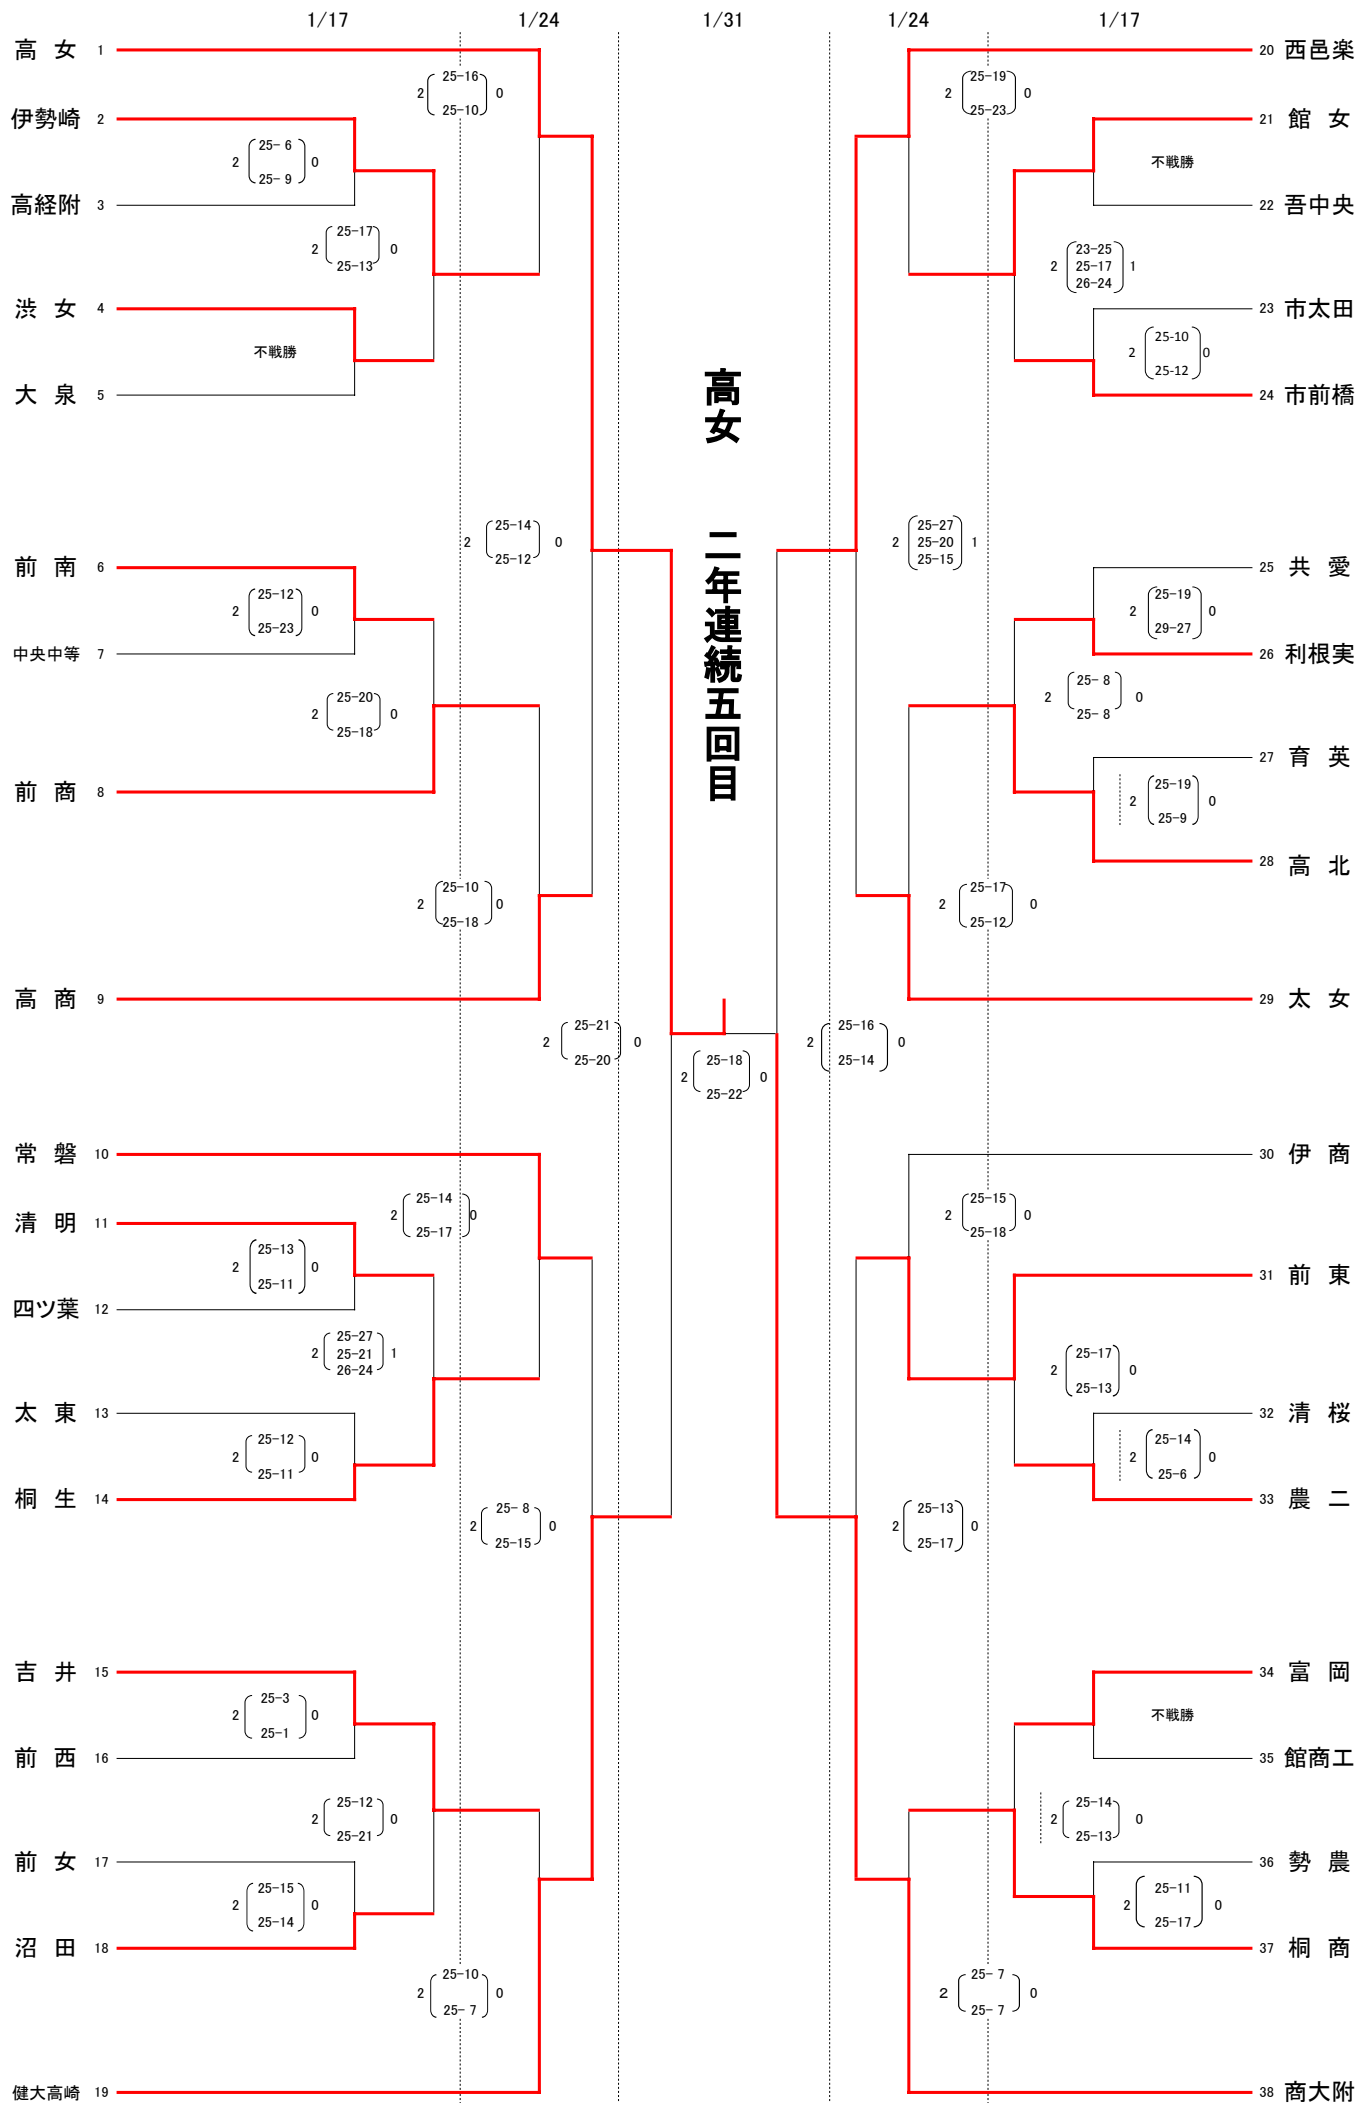 1/17 1/24 1/31 1/24 1/17
高 女 1
20 西邑楽
25-16
2 0
25-10
25-19
2 0
25-23
伊勢崎 2
21 館 女
25- 6
2 0
25- 9
不戦勝
高経附 3
22 吾中央
25-17
2 0
25-13
23-25
2 25-17 1
26-24
渋 女 4
23 市太田
不戦勝
25-10
2 0
25-12
大 泉 5
24 市前橋
高女 二年連続五回目
25-14
2 0
25-12
25-27
2 25-20 1
25-15
前 南 6
25 共 愛
25-12
2 0
25-23
25-19
2 0
29-27
中央中等 7
26 利根実
25-20
2 0
25-18
25- 8
2 0
25- 8
27 育 英
前 商 8
25-19
2 0
25-9
28 高 北
25-10
2 0
25-18
25-17
2 0
25-12
高 商 9
29 太 女
25-21
2 0
25-20
25-18
2 0
25-22
25-16
2 0
25-14
常 磐 10
30 伊 商
25-14
2 0
25-17
25-15
2 0
25-18
清 明 11
25-13
2 0
25-11
31 前 東
四ツ葉 12
25-27
2 25-21 1
26-24
25-17
2 0
25-13
太 東 13
32 清 桜
25-12
2 0
25-11
25-14
2 0
25-6
桐 生 14
33 農 二
25- 8
2 0
25-15
25-13
2 0
25-17
吉 井 15
34 富 岡
25-3
2 0
25-1
不戦勝
前 西 16
35 館商工
25-12
2 0
25-21
25-14
2 0
25-13
前 女 17
36 勢 農
25-15
2 0
25-14
25-11
2 0
25-17
沼 田 18
37 桐 商
25-10
2 0
25- 7
25- 7
2 0
25- 7
健大高崎 19
38 商大附